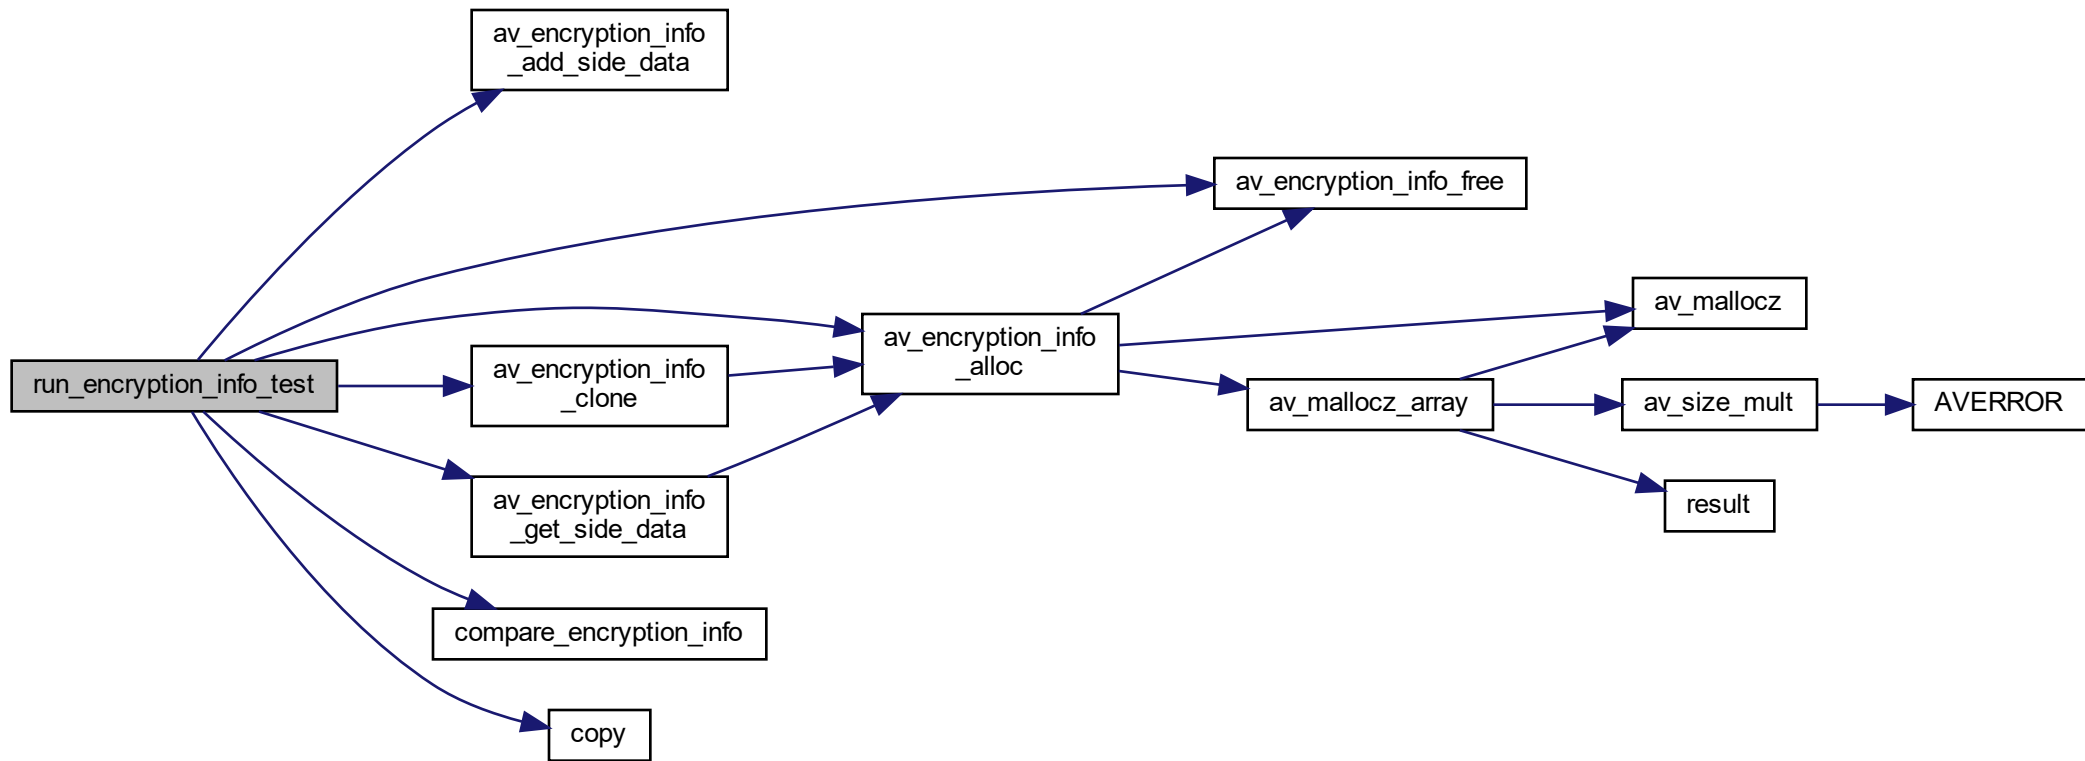 av_encryption_info
_add_side_data
av_encryption_info_free
av_mallocz
av_encryption_info
_alloc
run_encryption_info_test
av_encryption_info
_clone
av_mallocz_array
av_size_mult
AVERROR
av_encryption_info
_get_side_data
result
compare_encryption_info
copy